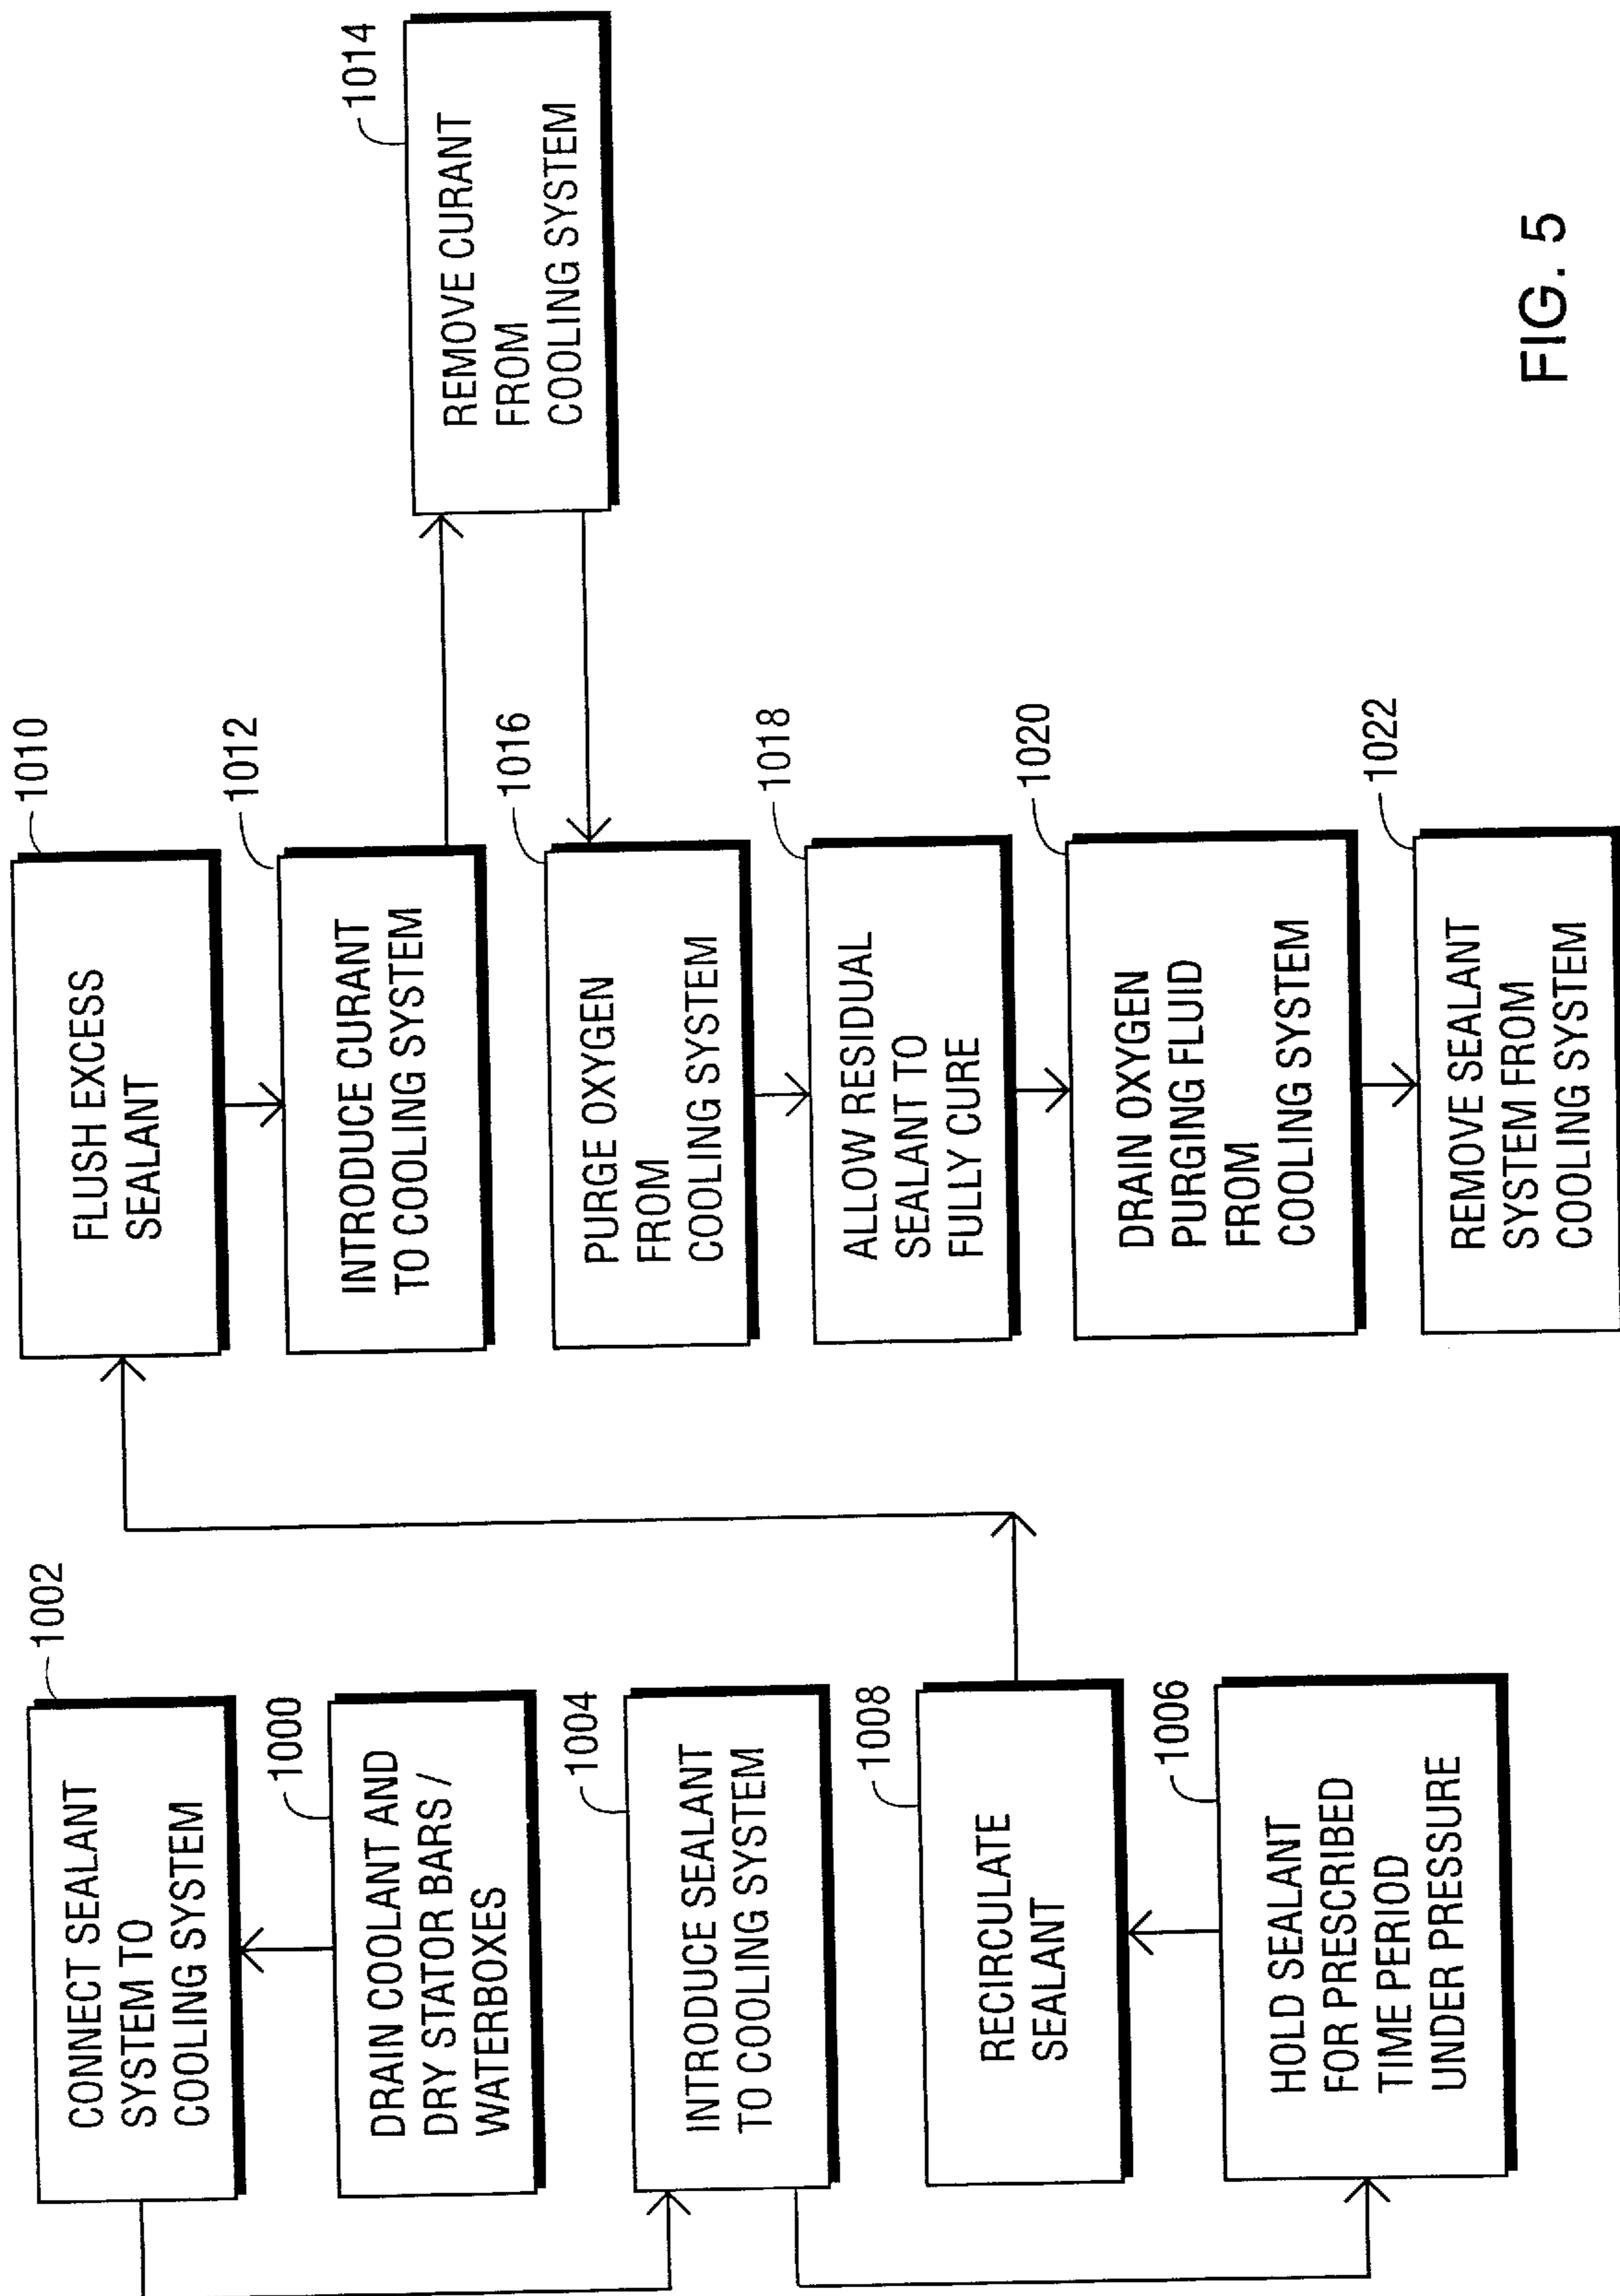 1002
CONNECT SEALANT
SYSTEM TO
COOLING SYSTEM
1000
DRAIN COOLANT AND
DRY STATOR BARS /
WATERBOXES
1004
INTRODUCE SEALANT
TO COOLING SYSTEM
1008
RECIRCULATE
SEALANT
1006
HOLD SEALANT
FOR PRESCRIBED
TIME PERIOD
UNDER PRESSURE
1010
FLUSH EXCESS
SEALANT
1012
INTRODUCE CURANT
TO COOLING SYSTEM
1014
REMOVE CURANT
FROM
COOLING SYSTEM
1016
PURGE OXYGEN
FROM
COOLING SYSTEM
1018
ALLOW RESIDUAL
SEALANT TO
FULLY CURE
1020
DRAIN OXYGEN
PURGING FLUID
FROM
COOLING SYSTEM
1022
REMOVE SEALANT
SYSTEM FROM
COOLING SYSTEM
FIG. 5